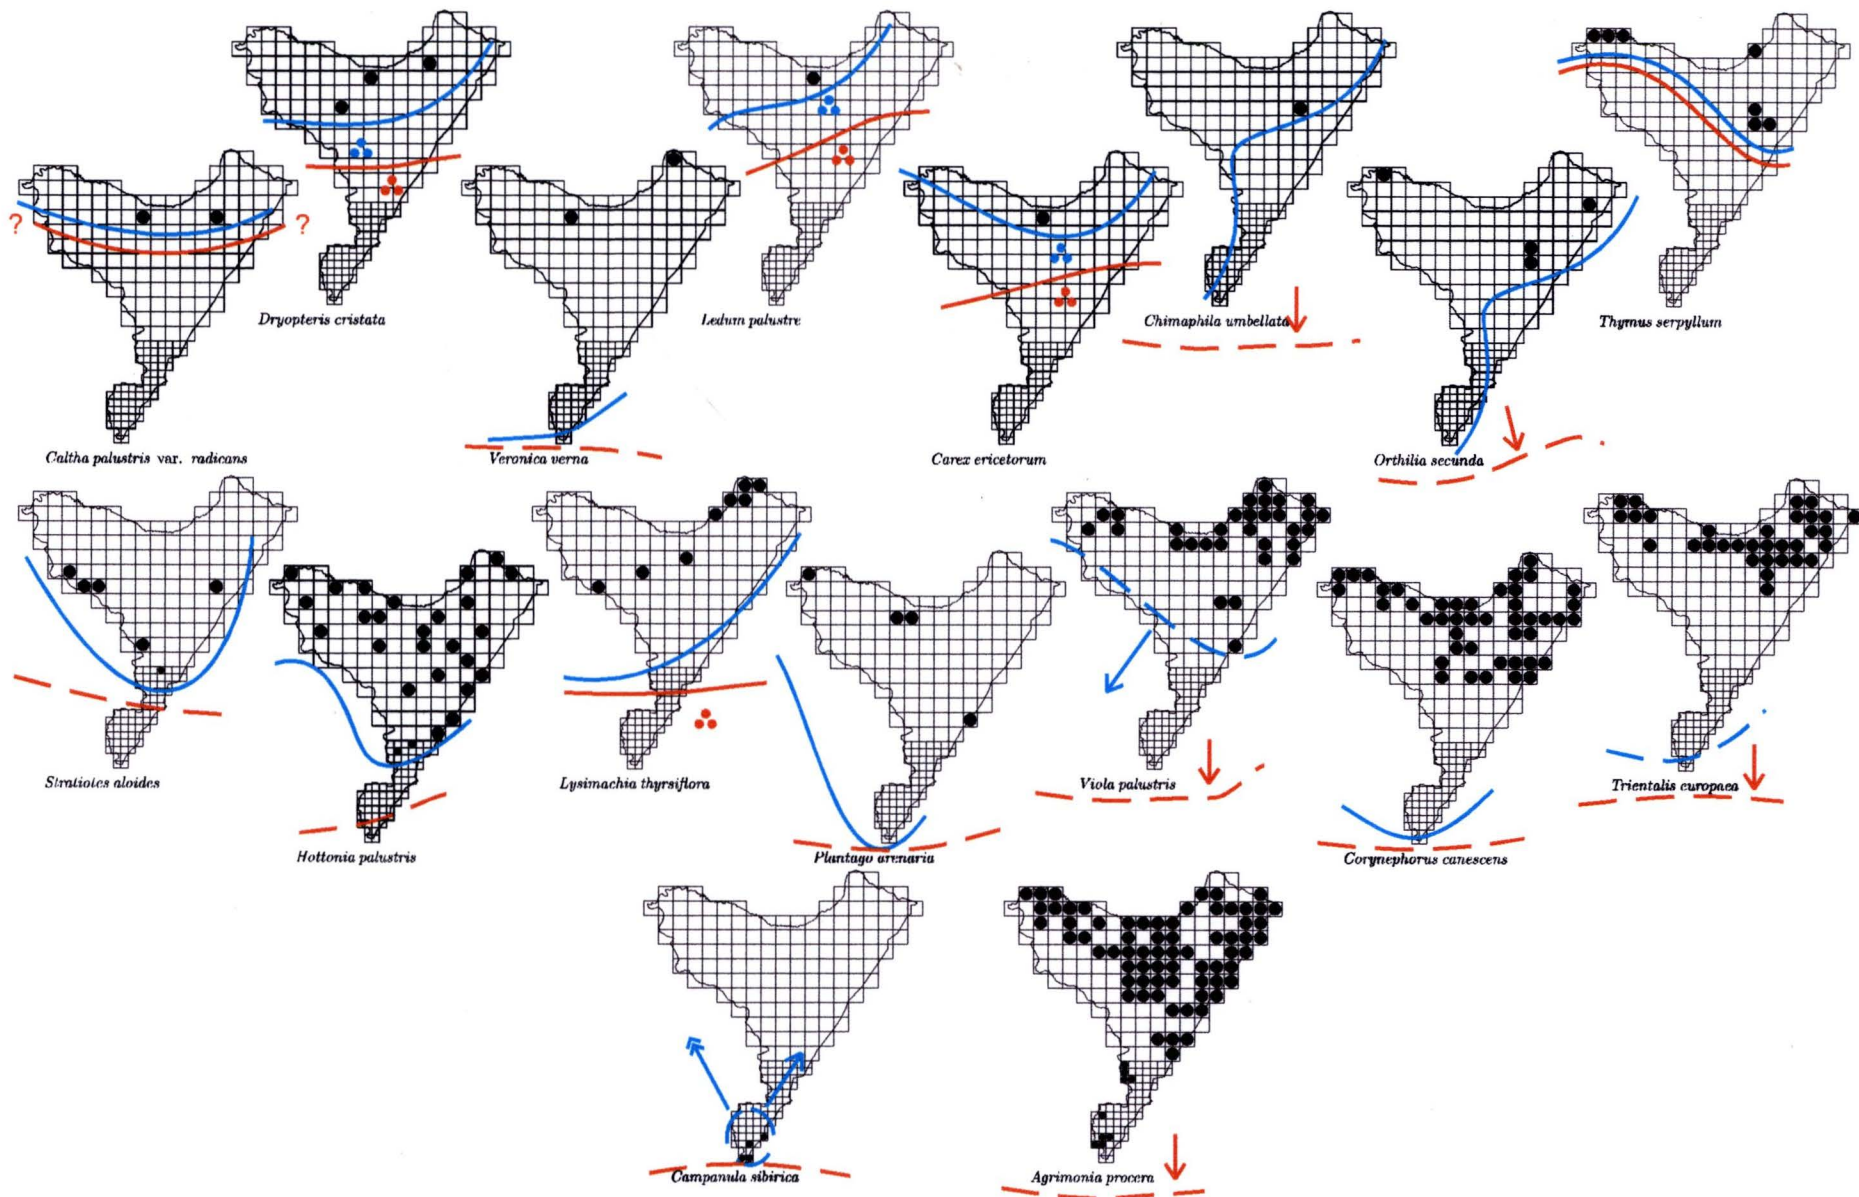 ? ?
Dryopteris cristata
Ledum palustre
Chimaphila umbellata
Thymus serpyllum
Caltha palustris var. radicans
Veronica verna
Carex ericetorum
Orthilia secunda
Stratiotes aloides
Lysimachia thyrsiflora
Viola palustris
Trientalis europaea
Hottonia palustris
Plantago arenaria
Corynephorus canescens
Campanula sibirica
Agrimonia procera